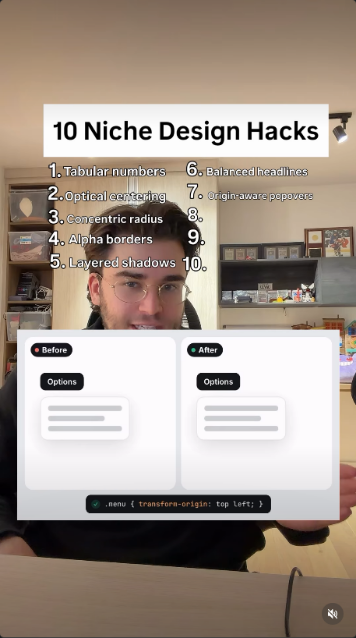 10 Niche Design Hacks
1. Tabular numbers
2. Optical centering
3. Concentric radius
4. Alpha borders
5. Layered shadows
6. Balanced headlines
7. Origin-aware popovers
8.
9.
10.
Before
After
Options
Options
.menu { transform-origin: top left; }